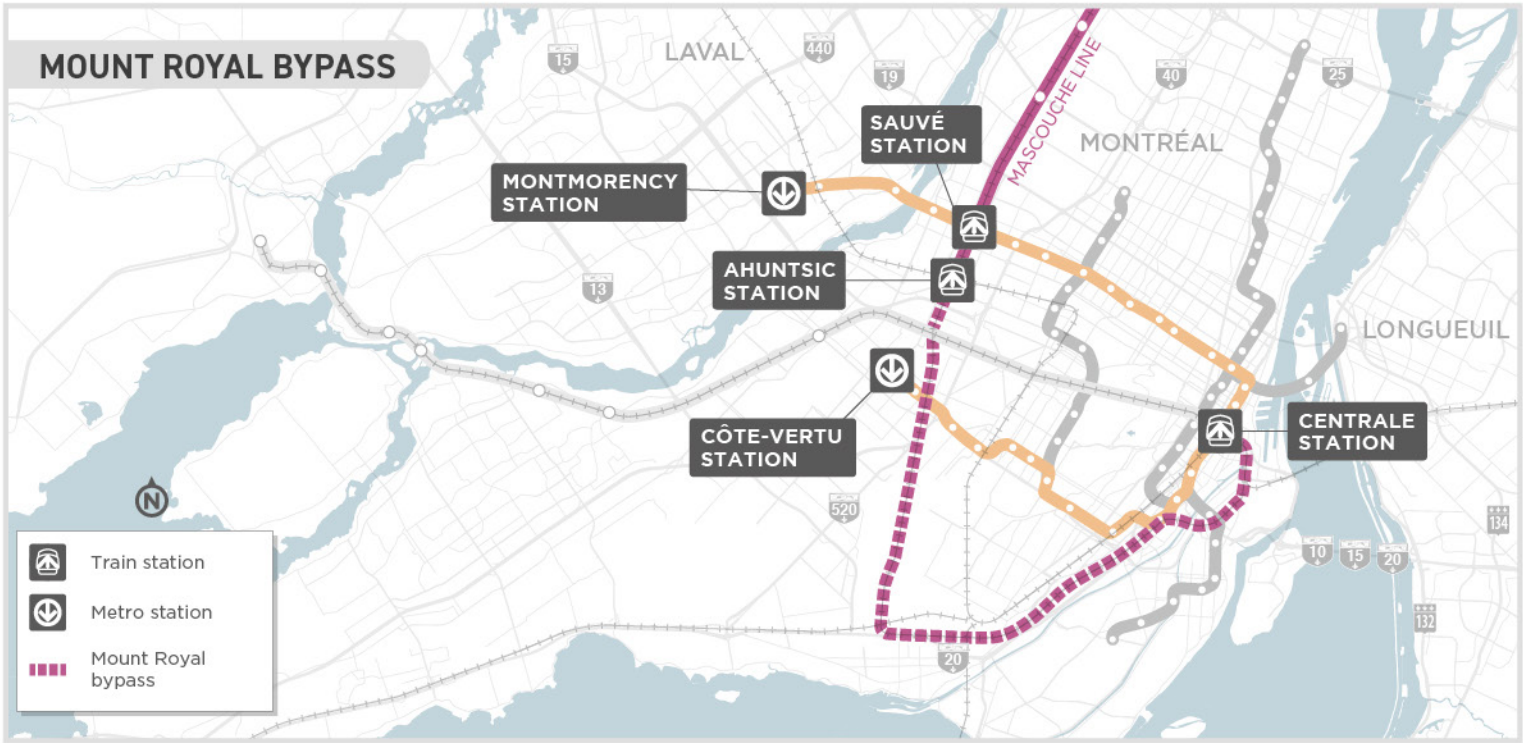 MOUNT ROYAL BYPASS
LAVAL
15
440
19
40
25
MASCOUCHE LINE
SAUVÉ
STATION
MONTRÉAL
MONTMORENCY
STATION
AHUNTSIC
STATION
13
LONGUEUIL
CÔTE-VERTU
STATION
CENTRALE
STATION
520
134
10
15
20
132
20
N
Train station
Metro station
Mount Royal
bypass